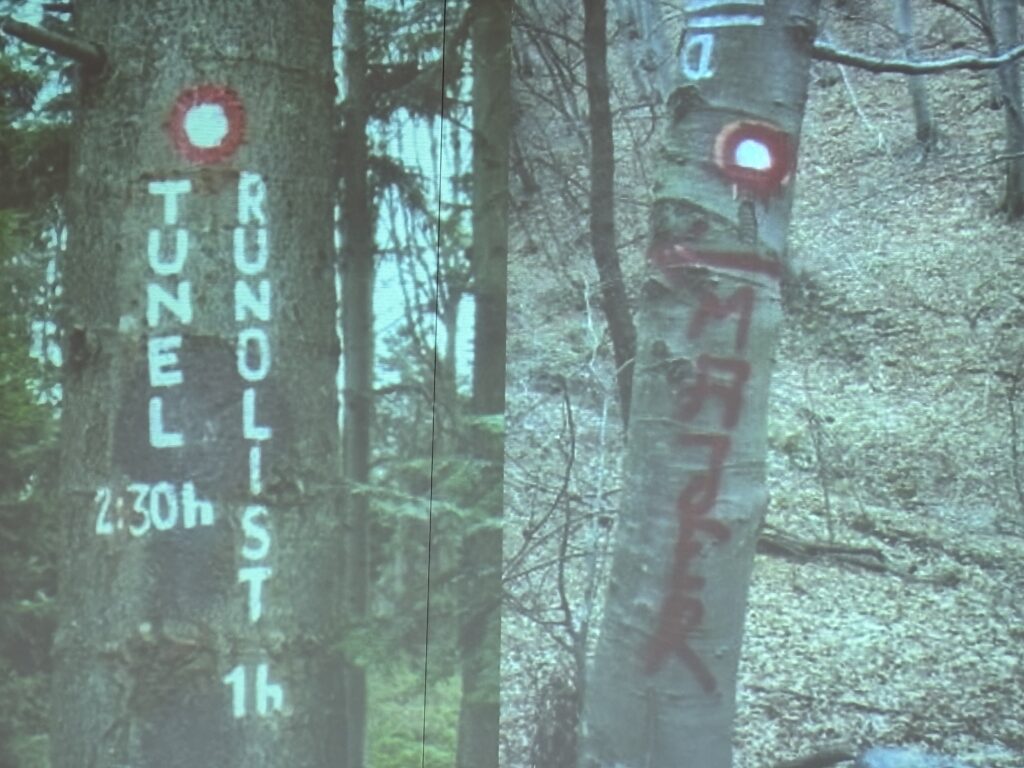 TUNEL
2:30h
RUNOLIST
1h